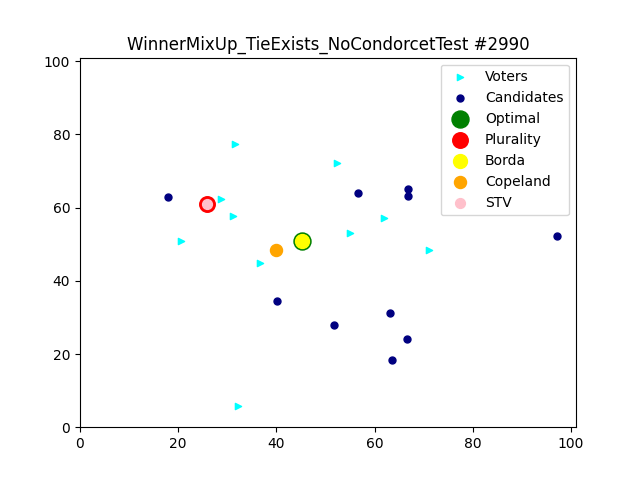 WinnerMixUp_TieExists_NoCondorcetTest #2990
Voters
Candidates
Optimal
Plurality
Borda
Copeland
STV
100
80
60
40
20
0
0 20 40 60 80 100